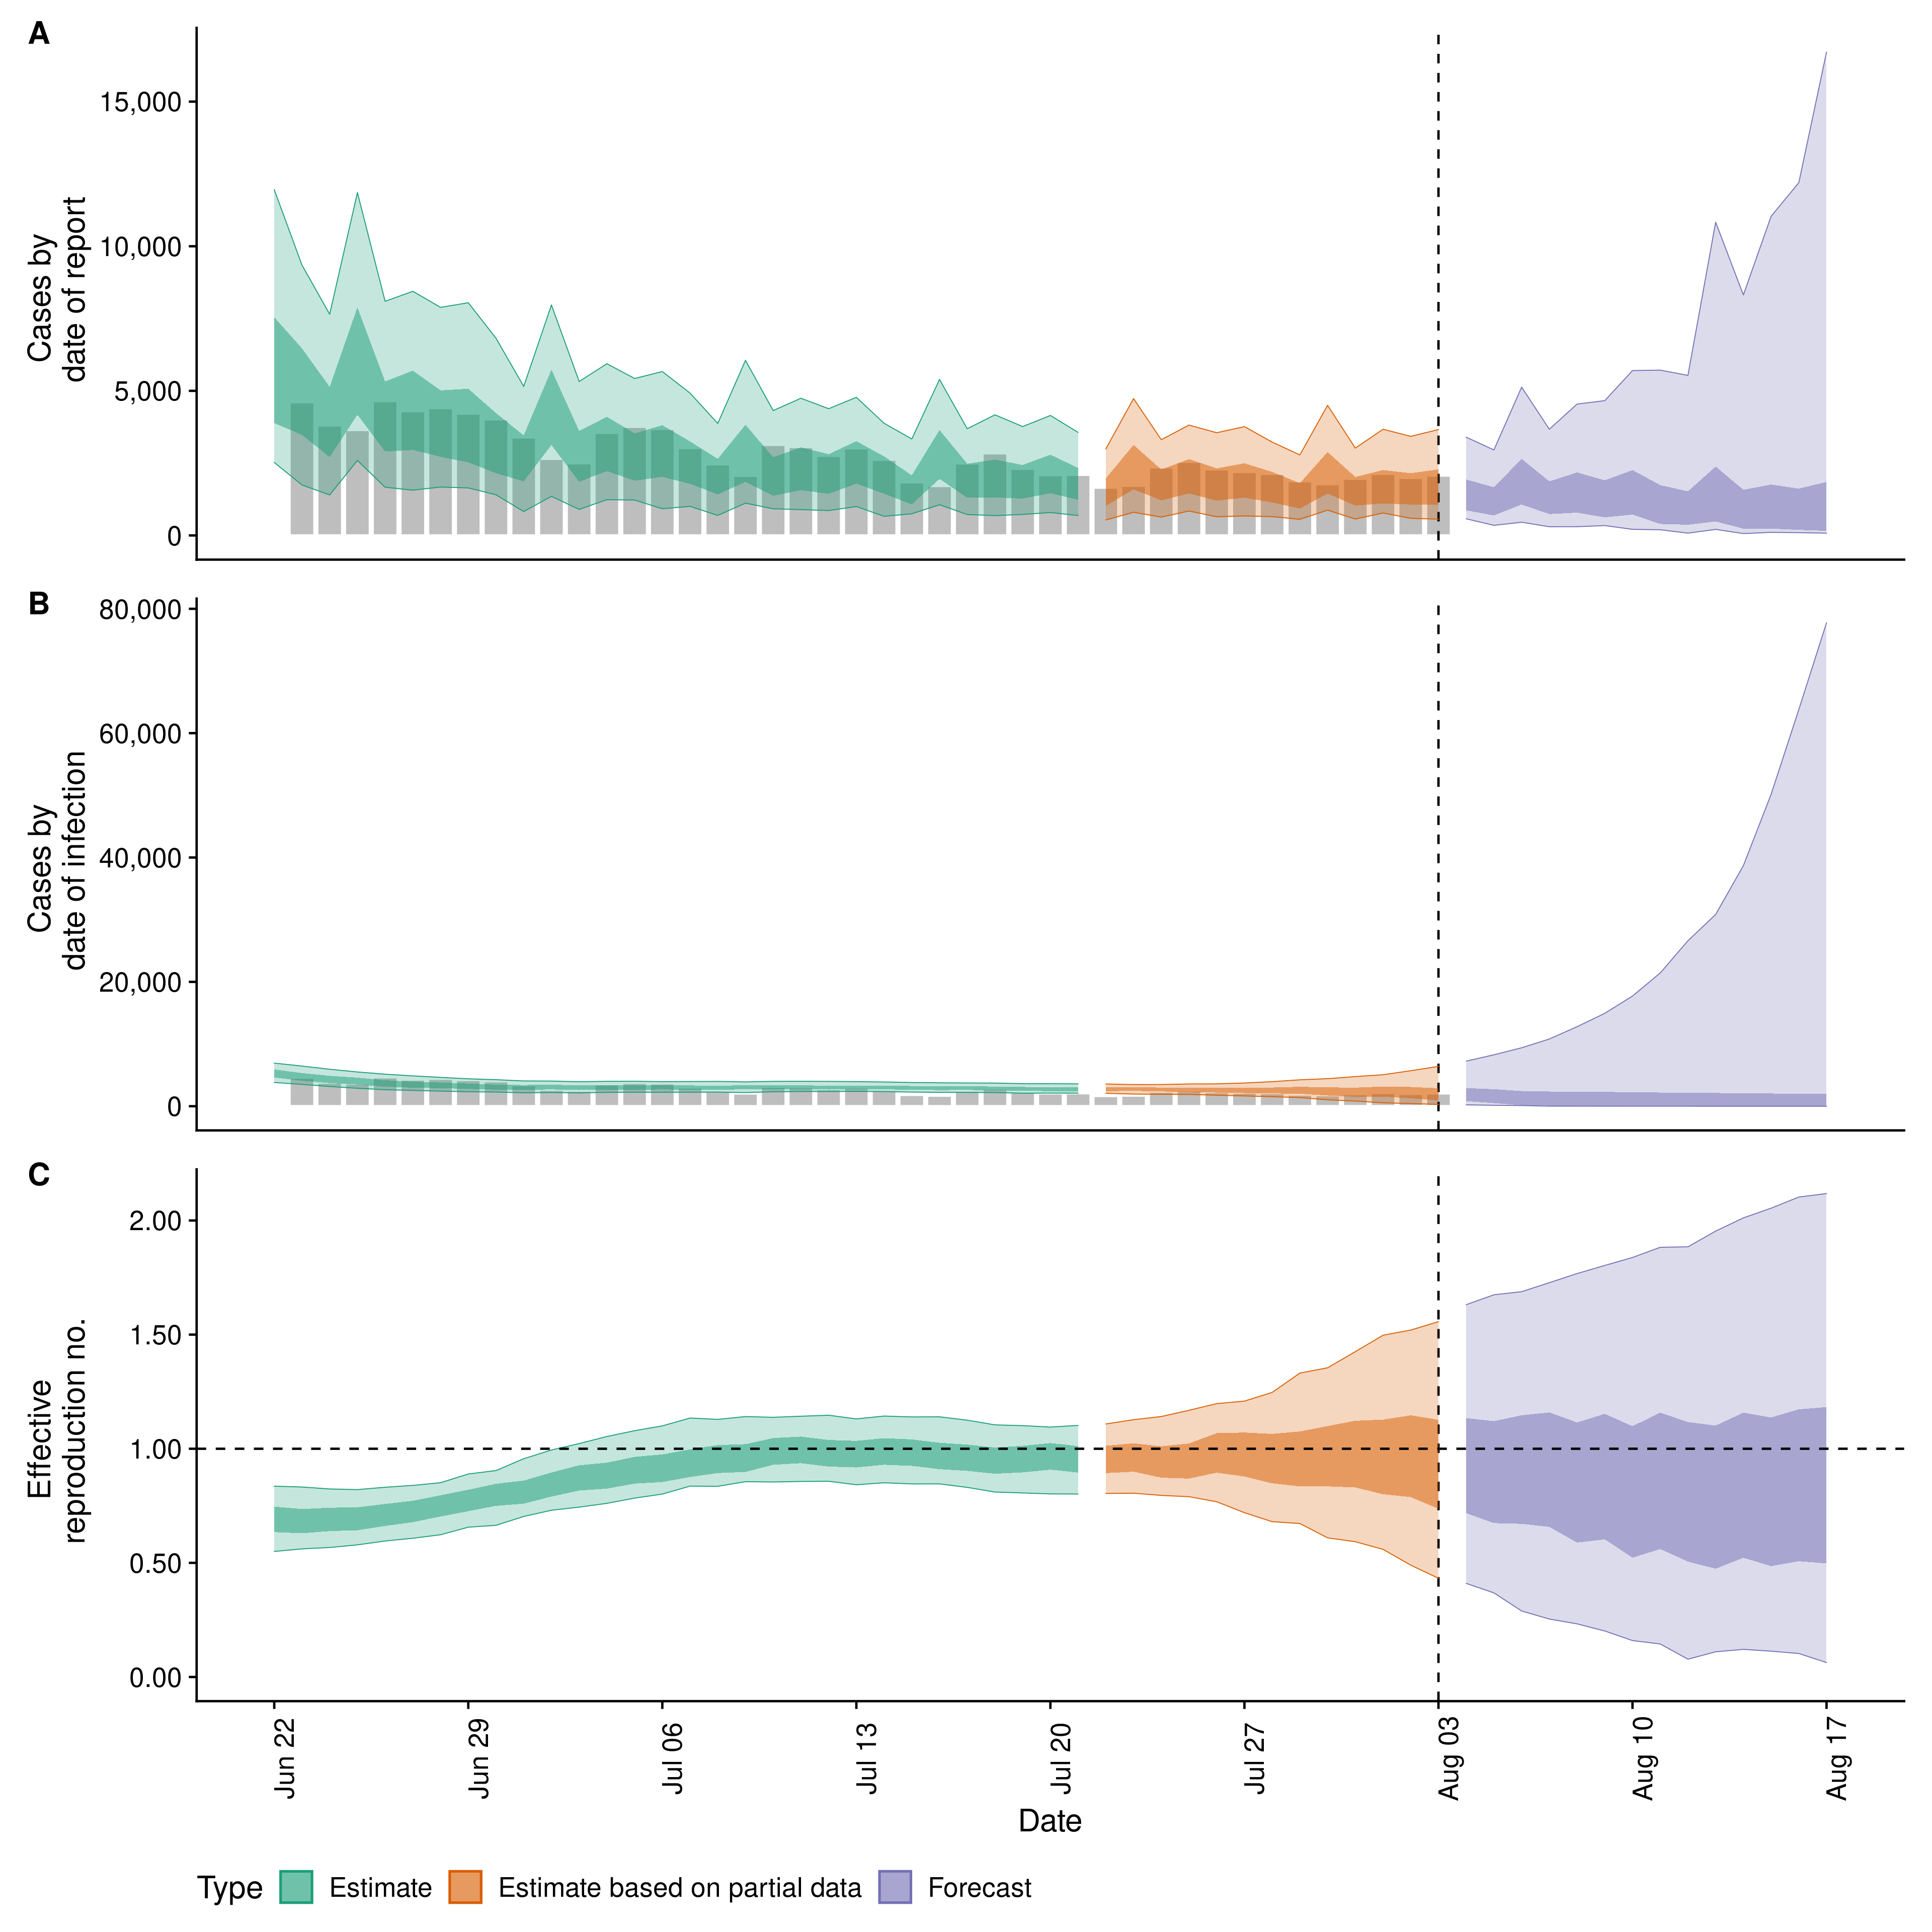 A
Cases by
date of report
15,000
10,000
5,000
0
B
Cases by
date of infection
80,000
60,000
40,000
20,000
0
C
Effective
reproduction no.
2.00
1.50
1.00
0.50
0.00
Jun 22
Jun 29
Jul 06
Jul 13
Jul 20
Jul 27
Aug 03
Aug 10
Aug 17
Date
Type Estimate Estimate based on partial data Forecast